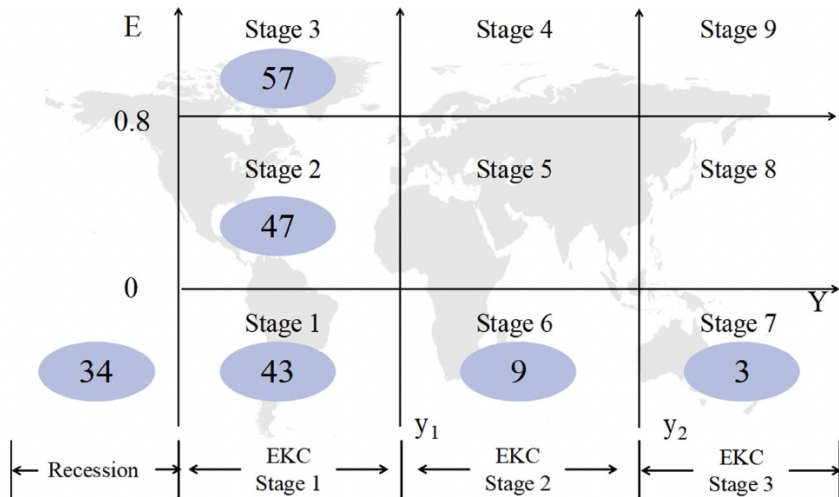 E
Stage 3
Stage 4
Stage 9
57
0.8
Stage 2
Stage 5
Stage 8
47
0
Y
Stage 1
Stage 6
Stage 7
34
43
9
3
y1
y2
Recession
EKC
Stage 1
EKC
Stage 2
EKC
Stage 3